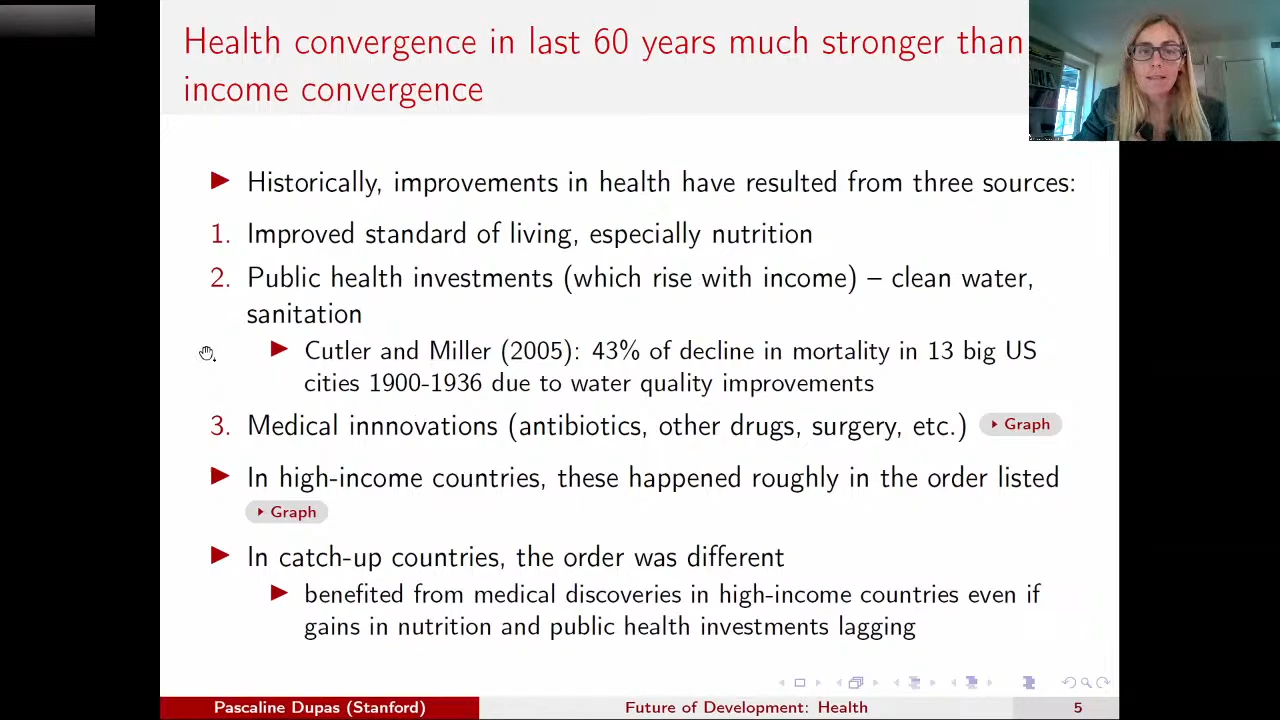 Health convergence in last 60 years much stronger than
income convergence
Historically, improvements in health have resulted from three sources:
1. Improved standard of living, especially nutrition
2. Public health investments (which rise with income) – clean water,
sanitation
Cutler and Miller (2005): 43% of decline in mortality in 13 big US
cities 1900-1936 due to water quality improvements
3. Medical innnovations (antibiotics, other drugs, surgery, etc.) Graph
In high-income countries, these happened roughly in the order listed
Graph
In catch-up countries, the order was different
benefited from medical discoveries in high-income countries even if
gains in nutrition and public health investments lagging
Pascaline Dupas (Stanford) Future of Development: Health 5